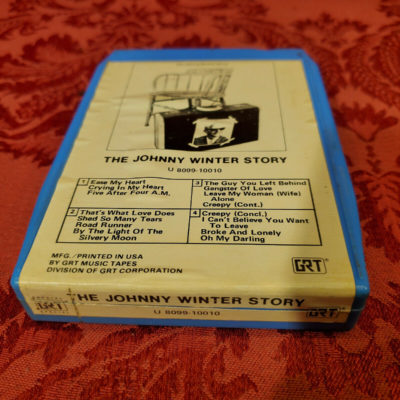 THE JOHNNY WINTER STORY
U 8099-10010
1 Ease My Heart
Crying In My Heart
Five After Four A.M.
2 That's What Love Does
Shed So Many Tears
Road Runner
By The Light Of The
Silvery Moon
3 The Guy You Left Behind
Gangster Of Love
Leave My Woman (Wife)
Alone
Creepy (Cont.)
4 Creepy (Concl.)
I Can't Believe You Want
To Leave
Broke And Lonely
Oh My Darling
MFG./PRINTED IN USA
BY GRT MUSIC TAPES
DIVISION OF GRT CORPORATION
GRT
THE JOHNNY WINTER STORY
U 8099-10010
GRT
GRT